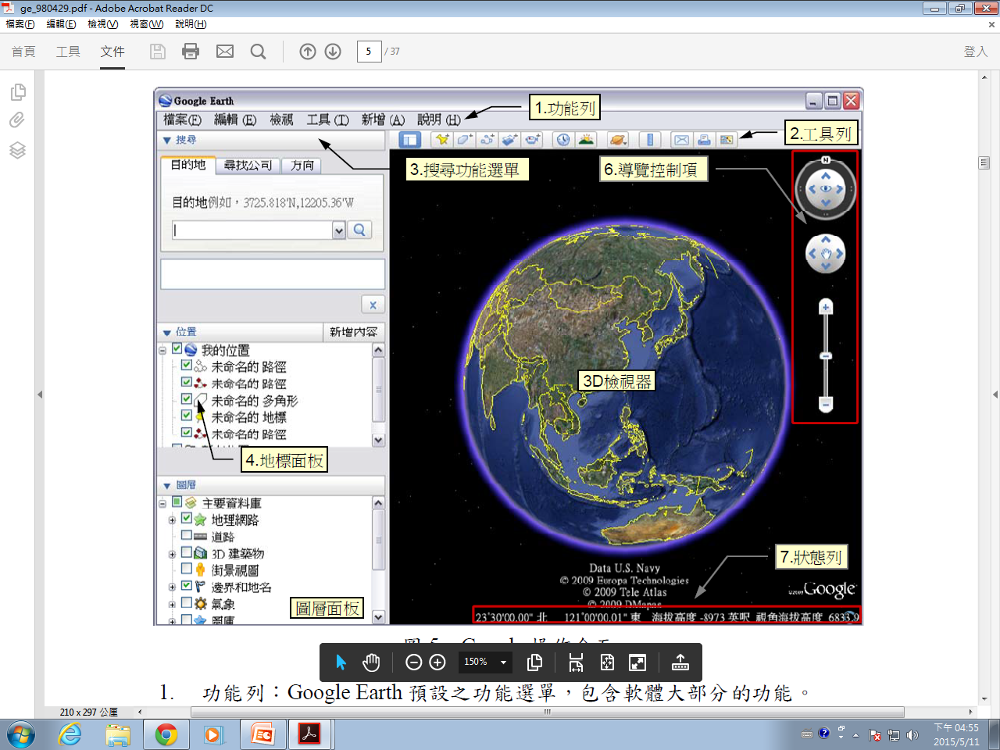 ge_980429.pdf - Adobe Acrobat Reader DC
檔案(F) 編輯(E) 檢視(V) 視窗(W) 說明(H)
首頁 工具 文件 5 / 37 登入
Google Earth
檔案(E) 編輯 (E) 檢視 工具 (T) 新增 (A) 說明 (H)
1.功能列
2.工具列
搜尋
目的地 尋找公司 方向
3.搜尋功能選單
6.導覽控制項
N
目的地例如，3725.818'N,12205.36'W
位置 新增內容
我的位置
未命名的 路徑
未命名的 路徑
未命名的 多角形
未命名的 地標
未命名的 路徑
4.地標面板
3D檢視器
圖層
主要資料庫
地理網路
道路
3D 建築物
街景視圖
邊界和地名
氣象
圖庫
圖層面板
7.狀態列
Data U.S. Navy
© 2009 Europa Technologies
© 2009 Tele Atlas
© 2009 DMapas
Google
23°30'00.00" 北 121°00'00.01" 東 海拔高度 -8973 英呎 視角海拔高度 6833.9
150%
1. 功能列：Google Earth 預設之功能選單，包含軟體大部分的功能。
210 x 297 公厘
下午 04:55
2015/5/11